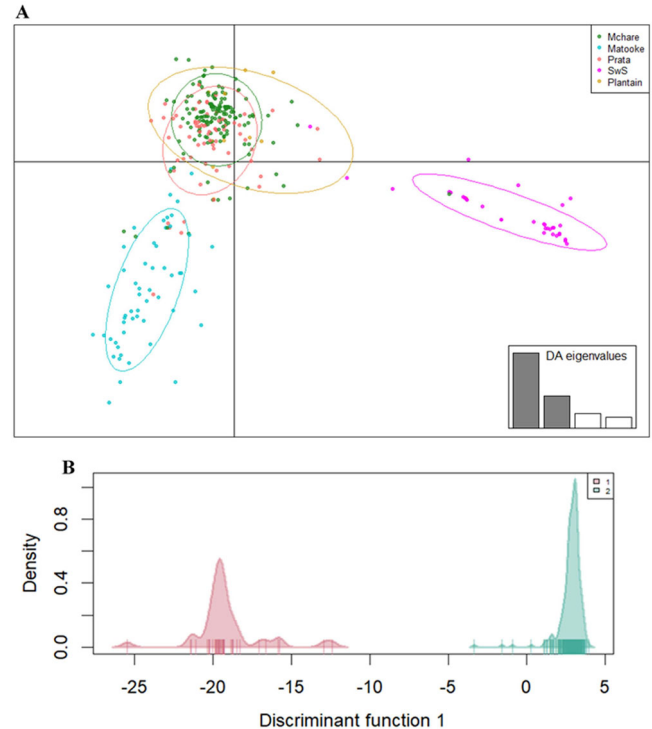 A
Mchare
Matooke
Prata
SwS
Plantain
DA eigenvalues
B
1
2
Density
0.0 0.4 0.8
-25 -20 -15 -10 -5 0 5
Discriminant function 1